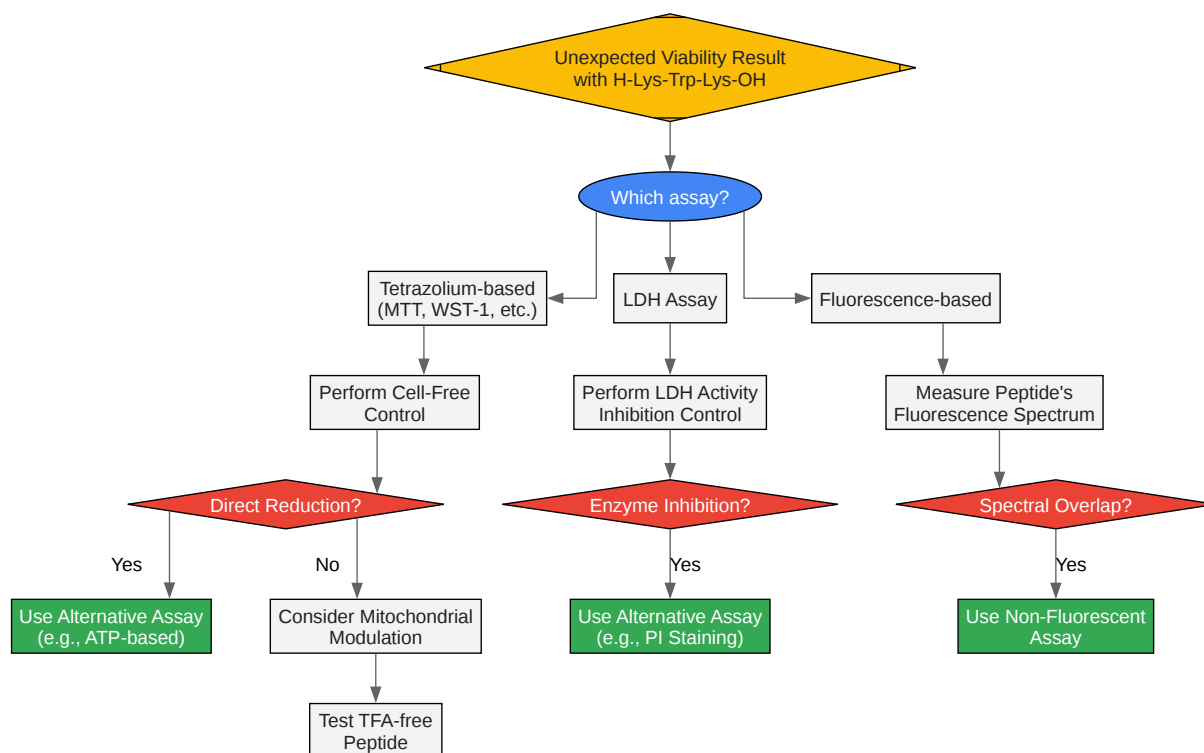 Unexpected Viability Result
with H-Lys-Trp-Lys-OH
Which assay?
Tetrazolium-based
(MTT, WST-1, etc.)
LDH Assay
Fluorescence-based
Perform Cell-Free
Control
Perform LDH Activity
Inhibition Control
Measure Peptide's
Fluorescence Spectrum
Direct Reduction?
Enzyme Inhibition?
Spectral Overlap?
Yes
No
Yes
Yes
Use Alternative Assay
(e.g., ATP-based)
Consider Mitochondrial
Modulation
Use Alternative Assay
(e.g., PI Staining)
Use Non-Fluorescent
Assay
Test TFA-free
Peptide